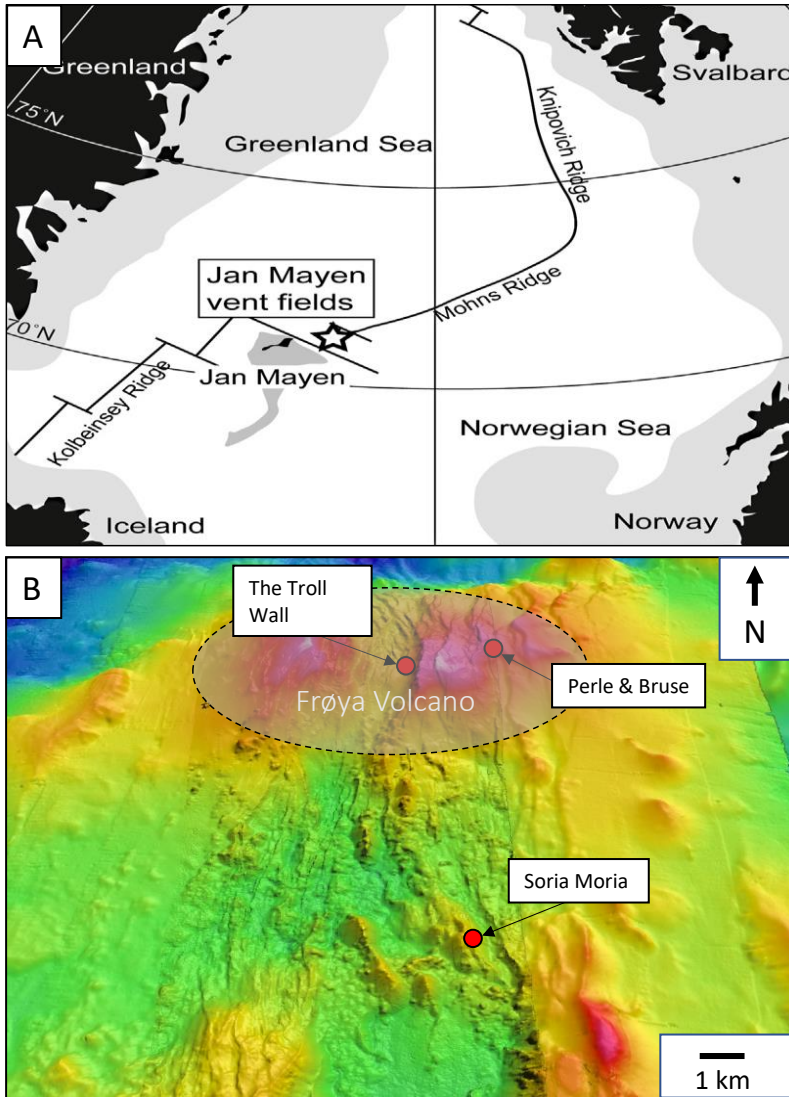 A
Greenland
Svalbard
75°N
Greenland Sea
Knipovich Ridge
Jan Mayen
vent fields
Mohns Ridge
70°N
Jan Mayen
Kolbeinsey Ridge
Norwegian Sea
Iceland
Norway
B
The Troll
Wall
N
Perle & Bruse
Frøya Volcano
Soria Moria
1 km